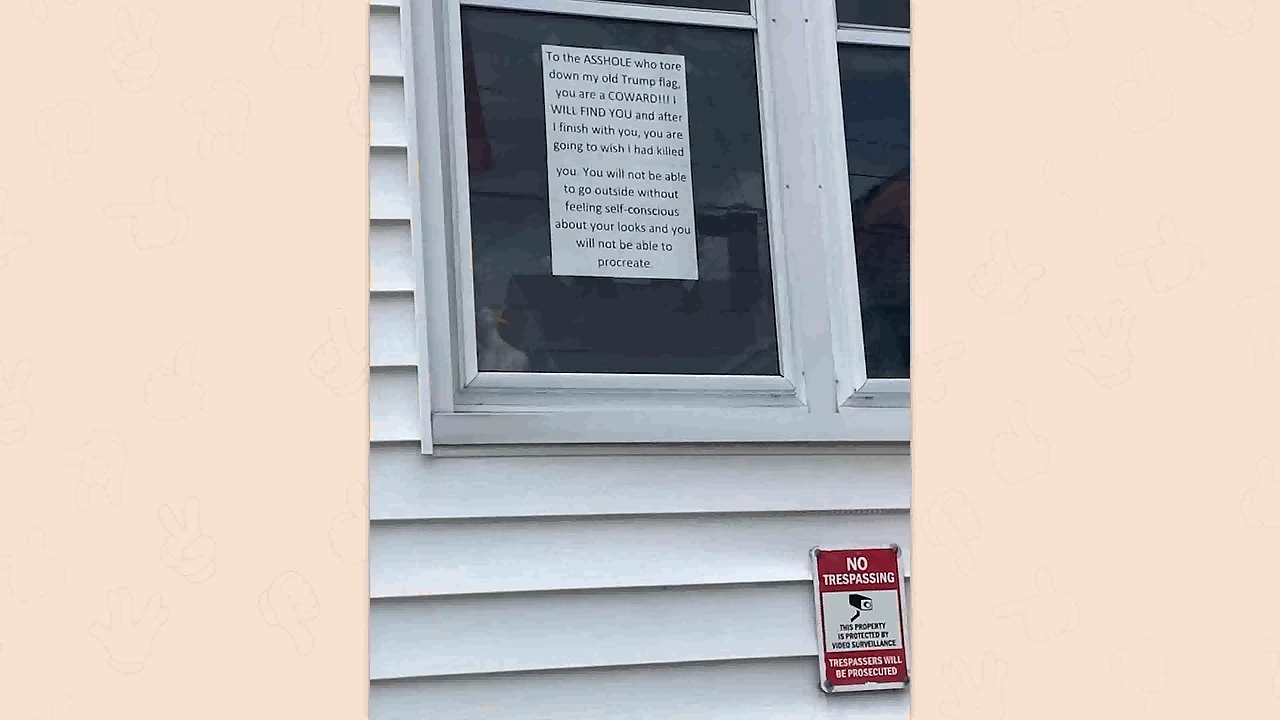 To the ASSHOLE who tore
down my old Trump flag,
you are a COWARD!!! I
WILL FIND YOU and after
I finish with you, you are
going to wish I had killed
you. You will not be able
to go outside without
feeling self-conscious
about your looks and you
will not be able to
procreate.
NO
TRESPASSING
THIS PROPERTY
IS PROTECTED BY
VIDEO SURVEILLANCE
TRESPASSERS WILL
BE PROSECUTED